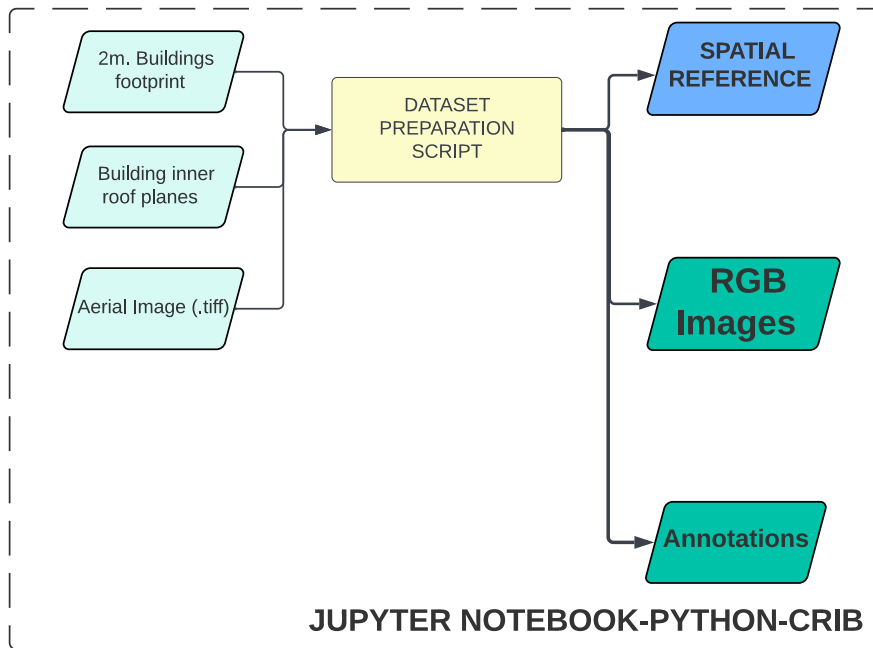 2m. Buildings
footprint
Building inner
roof planes
Aerial Image (.tiff)
DATASET
PREPARATION
SCRIPT
SPATIAL
REFERENCE
RGB
Images
Annotations
JUPYTER NOTEBOOK-PYTHON-CRIB